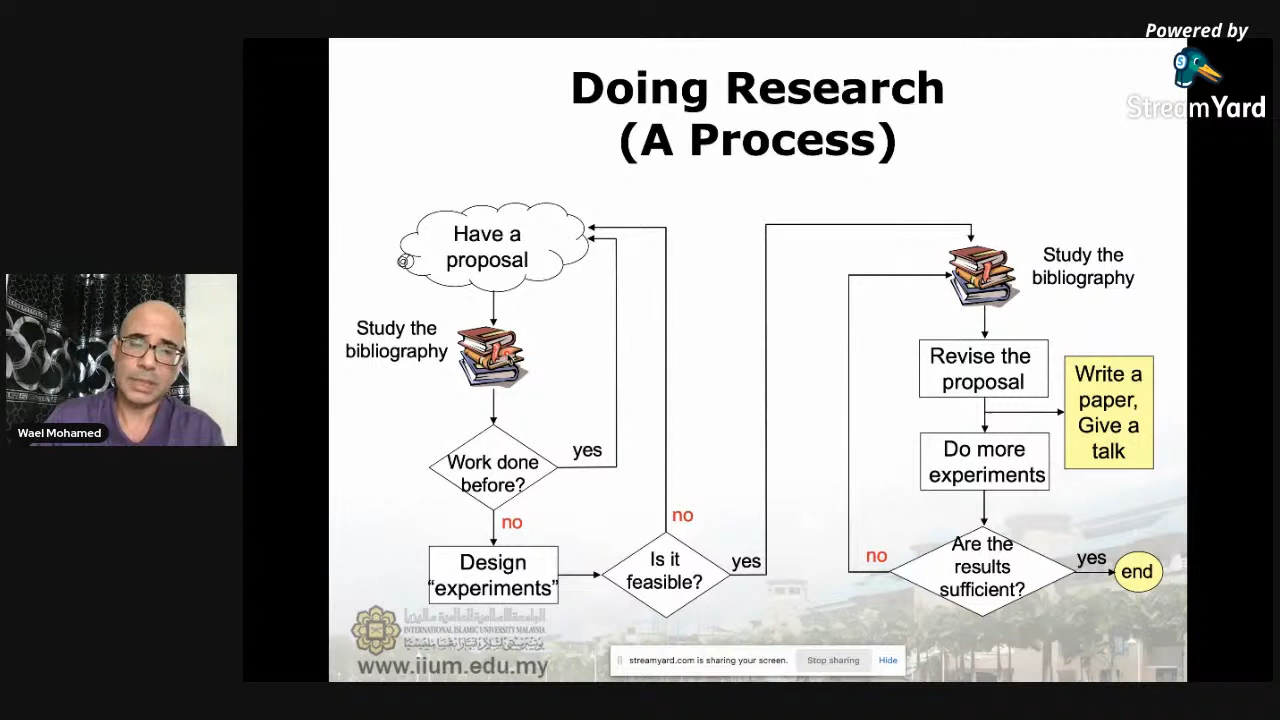 Powered by
StreamYard
Doing Research
(A Process)
Have a
proposal
Study the
bibliography
Work done
before?
yes
no
Design
“experiments”
Is it
feasible?
no
yes
Study the
bibliography
Revise the
proposal
Write a
paper,
Give a
talk
Do more
experiments
Are the
results
sufficient?
no
yes
end
Wael Mohamed
INTERNATIONAL ISLAMIC UNIVERSITY MALAYSIA
www.iium.edu.my
streamyard.com is sharing your screen.
Stop sharing
Hide